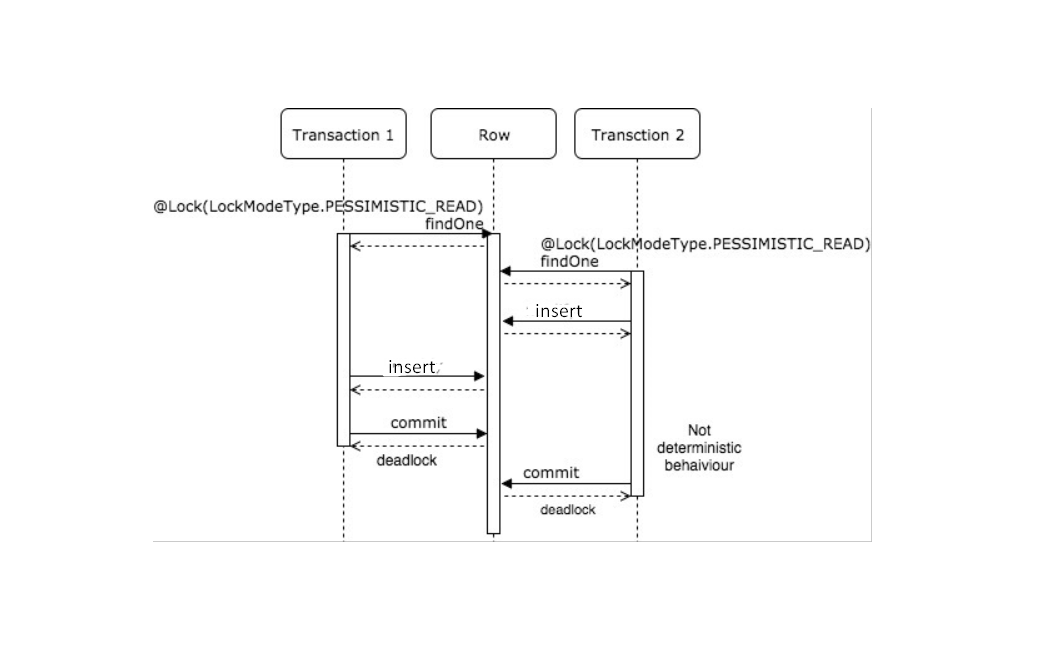 Transaction 1
Row
Transction 2
@Lock(LockModeType.PESSIMISTIC_READ)
findOne
@Lock(LockModeType.PESSIMISTIC_READ)
findOne
insert
insert
commit
deadlock
Not
deterministic
behaiviour
commit
deadlock